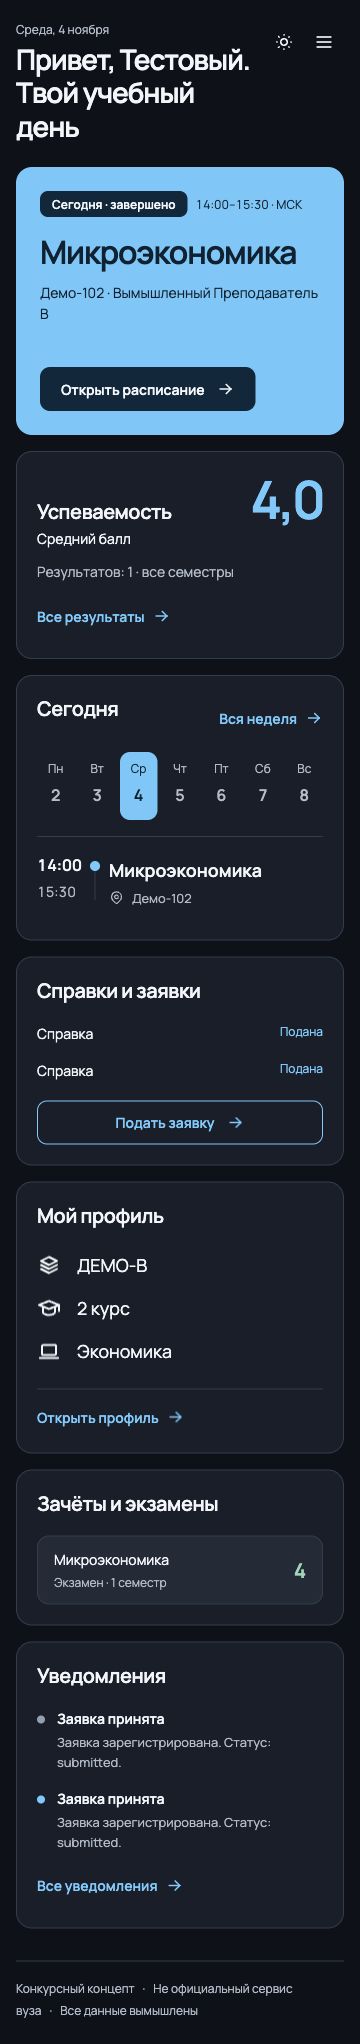 Среда, 4 ноября
Привет, Тестовый.
Твой учебный
день
Сегодня · завершено 14:00–15:30 · МСК
Микроэкономика
Демо-102 · Вымышленный Преподаватель
В
Открыть расписание →
Успеваемость 4,0
Средний балл
Результатов: 1 · все семестры
Все результаты →
Сегодня
Вся неделя →
Пн Вт Ср Чт Пт Сб Вс
2 3 4 5 6 7 8
14:00 Микроэкономика
15:30 Демо-102
Справки и заявки
Справка Подана
Справка Подана
Подать заявку →
Мой профиль
ДЕМО-В
2 курс
Экономика
Открыть профиль →
Зачёты и экзамены
Микроэкономика
Экзамен · 1 семестр
4
Уведомления
Заявка принята
Заявка зарегистрирована. Статус:
submitted.
Заявка принята
Заявка зарегистрирована. Статус:
submitted.
Все уведомления →
Конкурсный концепт · Не официальный сервис
вуза · Все данные вымышлены